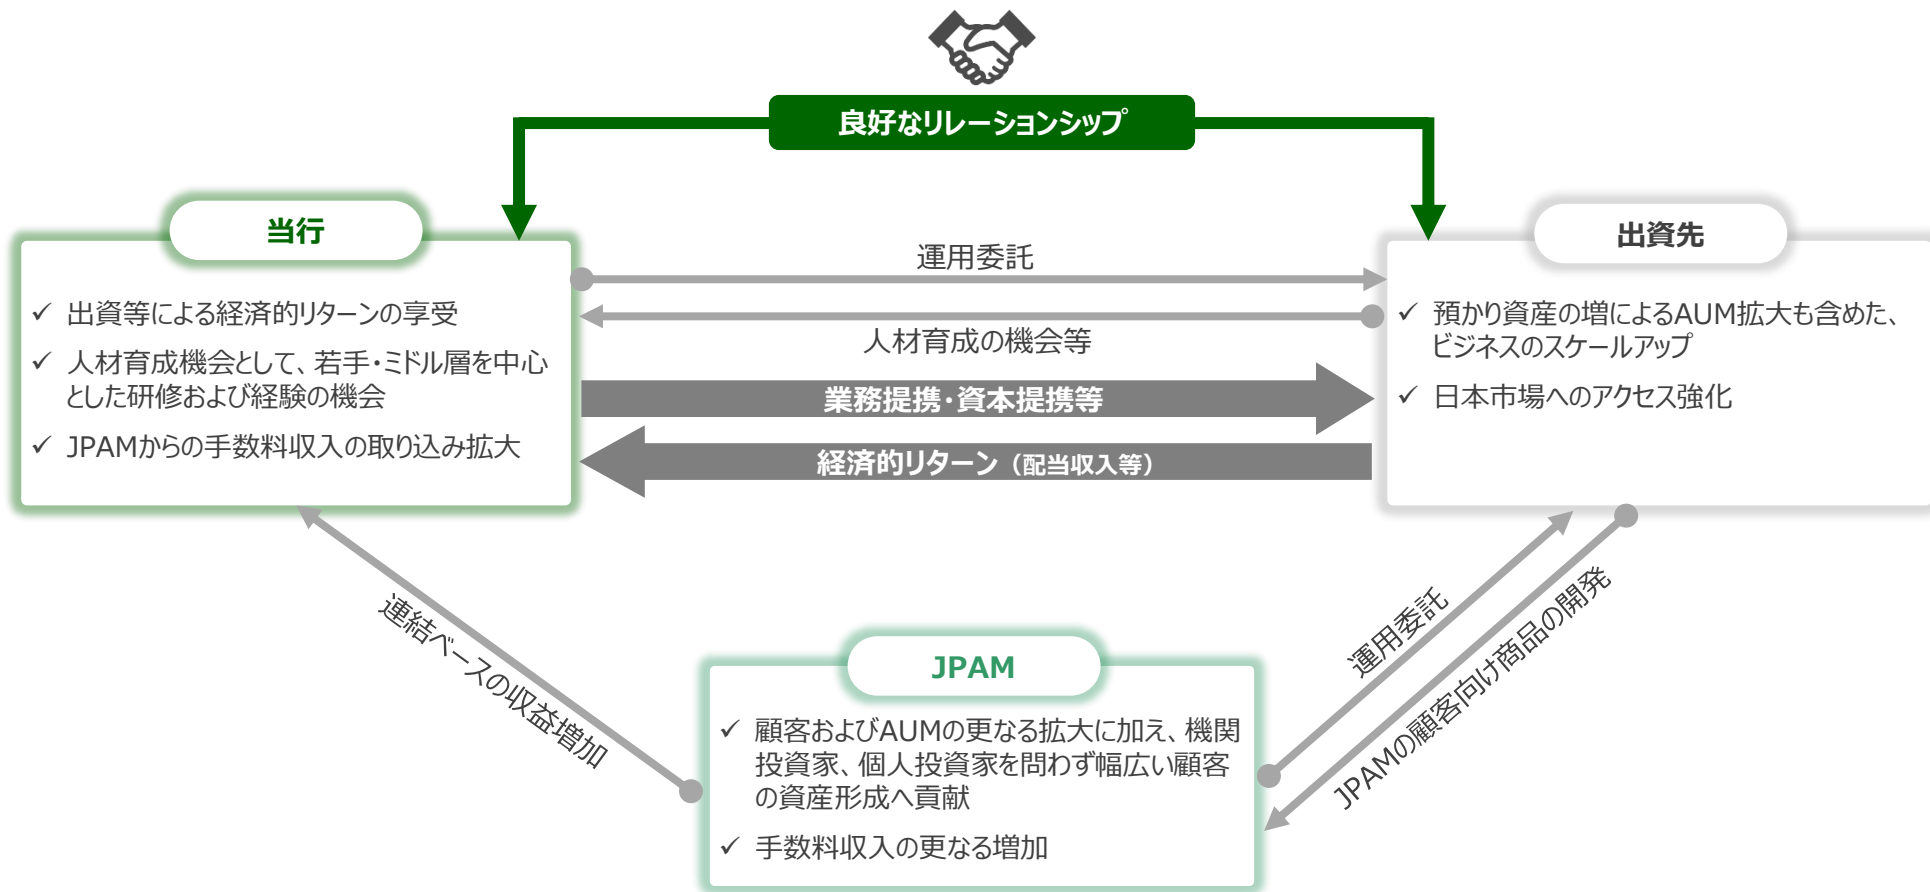 良好なリレーションシップ
当行
✓ 出資等による経済的リターンの享受
✓ 人材育成機会として、若手・ミドル層を中心
とした研修および経験の機会
✓ JPAMからの手数料収入の取り込み拡大
運用委託
人材育成の機会等
業務提携・資本提携等
経済的リターン（配当収入等）
出資先
✓ 預かり資産の増によるAUM拡大も含めた、
ビジネスのスケールアップ
✓ 日本市場へのアクセス強化
連結ベースの収益増加
運用委託
JPAMの顧客向け商品の開発
JPAM
✓ 顧客およびAUMの更なる拡大に加え、機関
投資家、個人投資家を問わず幅広い顧客
の資産形成へ貢献
✓ 手数料収入の更なる増加